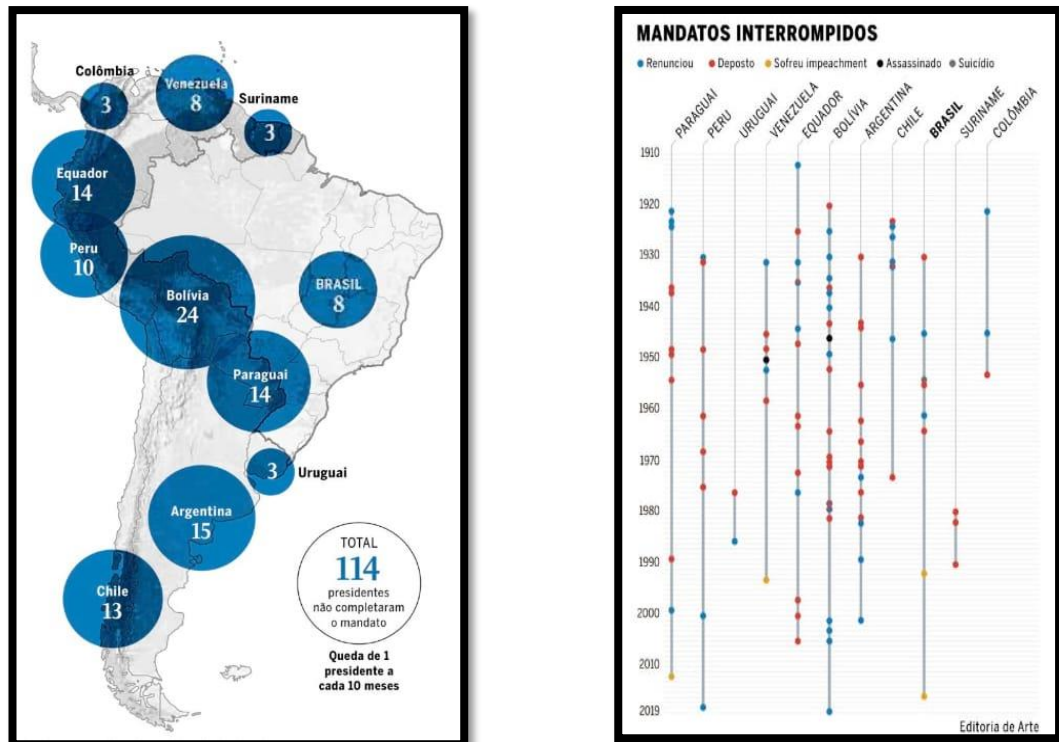 Colômbia
3
Venezuela
8
Suriname
3
Equador
14
Peru
10
Bolívia
24
BRASIL
8
Paraguai
14
3
Uruguai
Argentina
15
Chile
13
TOTAL
114
presidentes
não completaram
o mandato
Queda de 1
presidente a
cada 10 meses
MANDATOS INTERROMPIDOS
Renunciou Deposto Sofreu impeachment Assassinado Suicídio
PARAGUAI PERU URUGUAI VENEZUELA EQUADOR BOLÍVIA ARGENTINA CHILE BRASIL SURINAME COLÔMBIA
1910
1920
1930
1940
1950
1960
1970
1980
1990
2000
2010
2019
Editoria de Arte